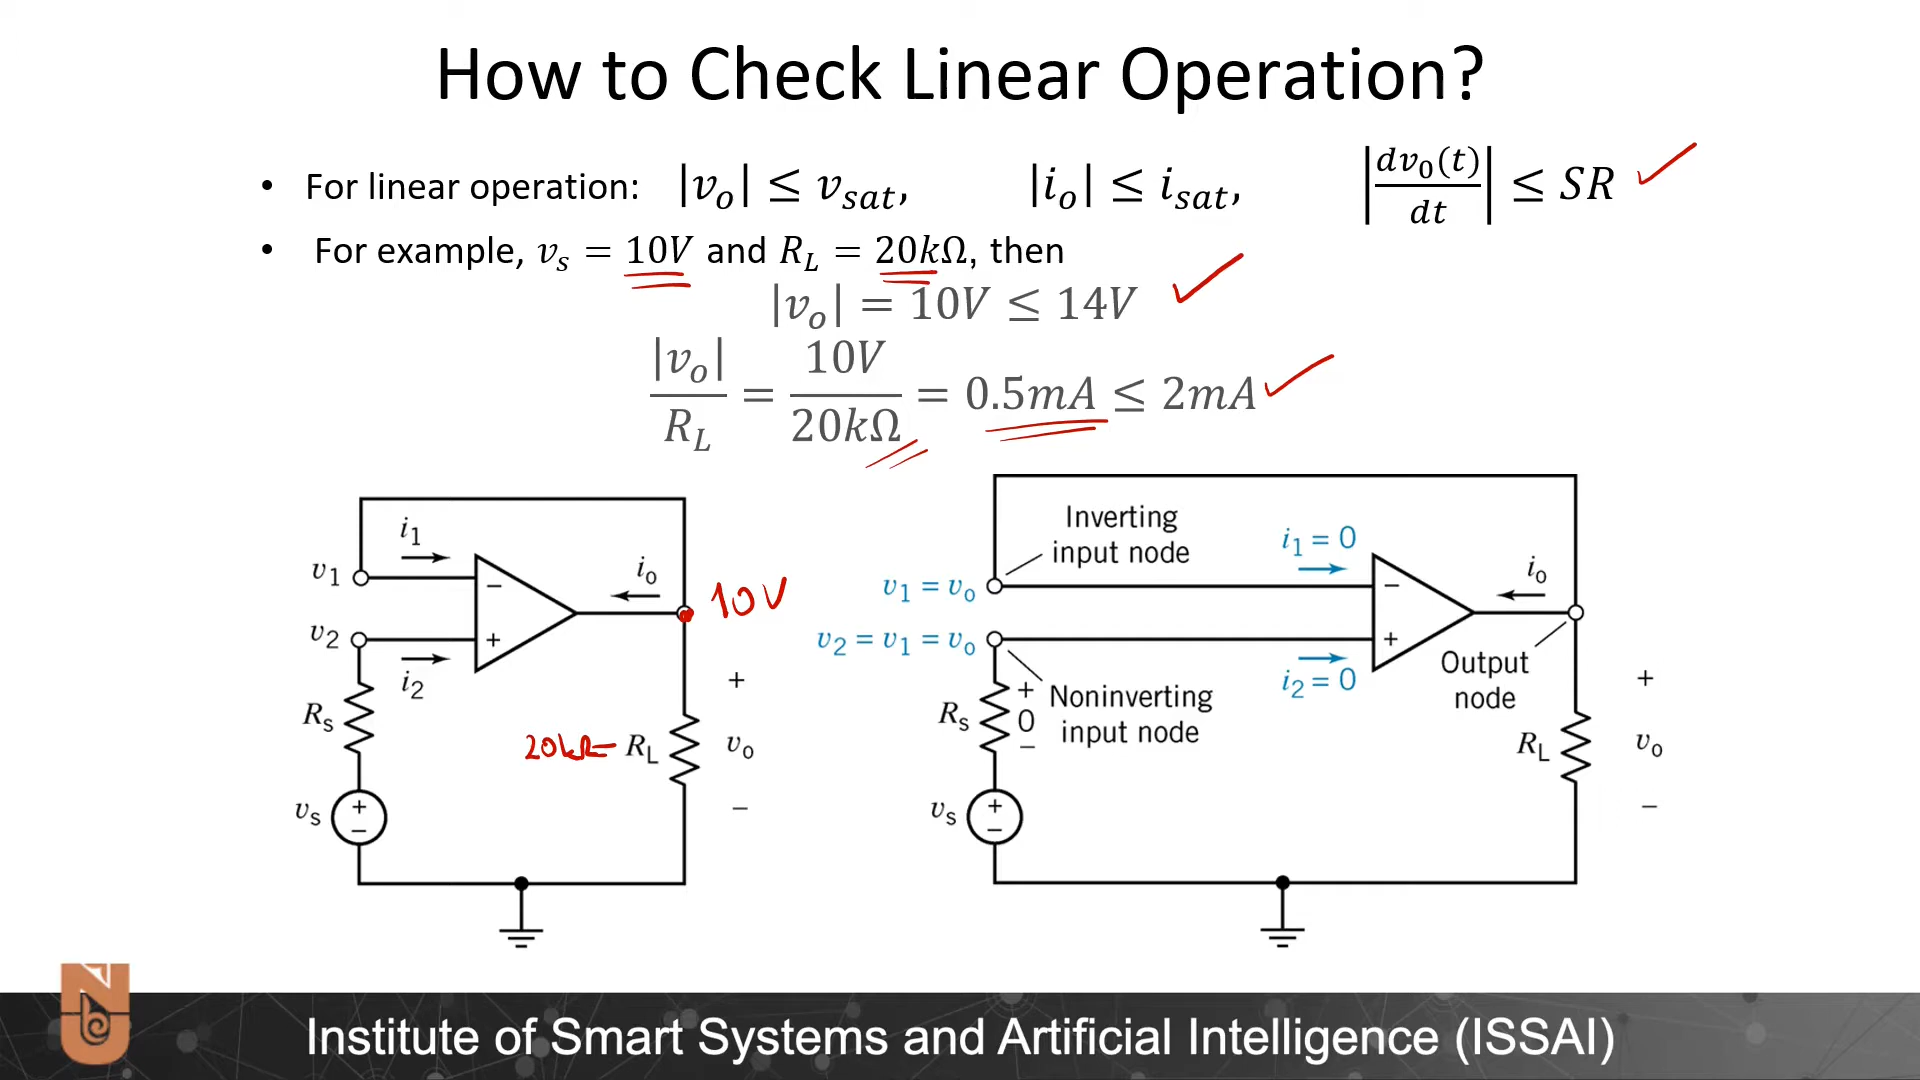 How to Check Linear Operation?
• For linear operation: |v_o| ≤ v_sat, |i_o| ≤ i_sat, |dv_0(t)/dt| ≤ SR ✓
• For example, v_s = 10V and R_L = 20kΩ, then
|v_o| = 10V ≤ 14V ✓
|v_o|/R_L = 10V/20kΩ = 0.5mA ≤ 2mA ✓
i_1
v_1
−
i_o
10V
v_2
+
i_2
R_s
20kΩ
R_L
+
v_o
−
v_s
+
−
Inverting
input node
i_1 = 0
v_1 = v_o
−
i_o
v_2 = v_1 = v_o
+
i_2 = 0
Output
node
R_s
+
0
−
Noninverting
input node
R_L
+
v_o
−
v_s
+
−
Institute of Smart Systems and Artificial Intelligence (ISSAI)